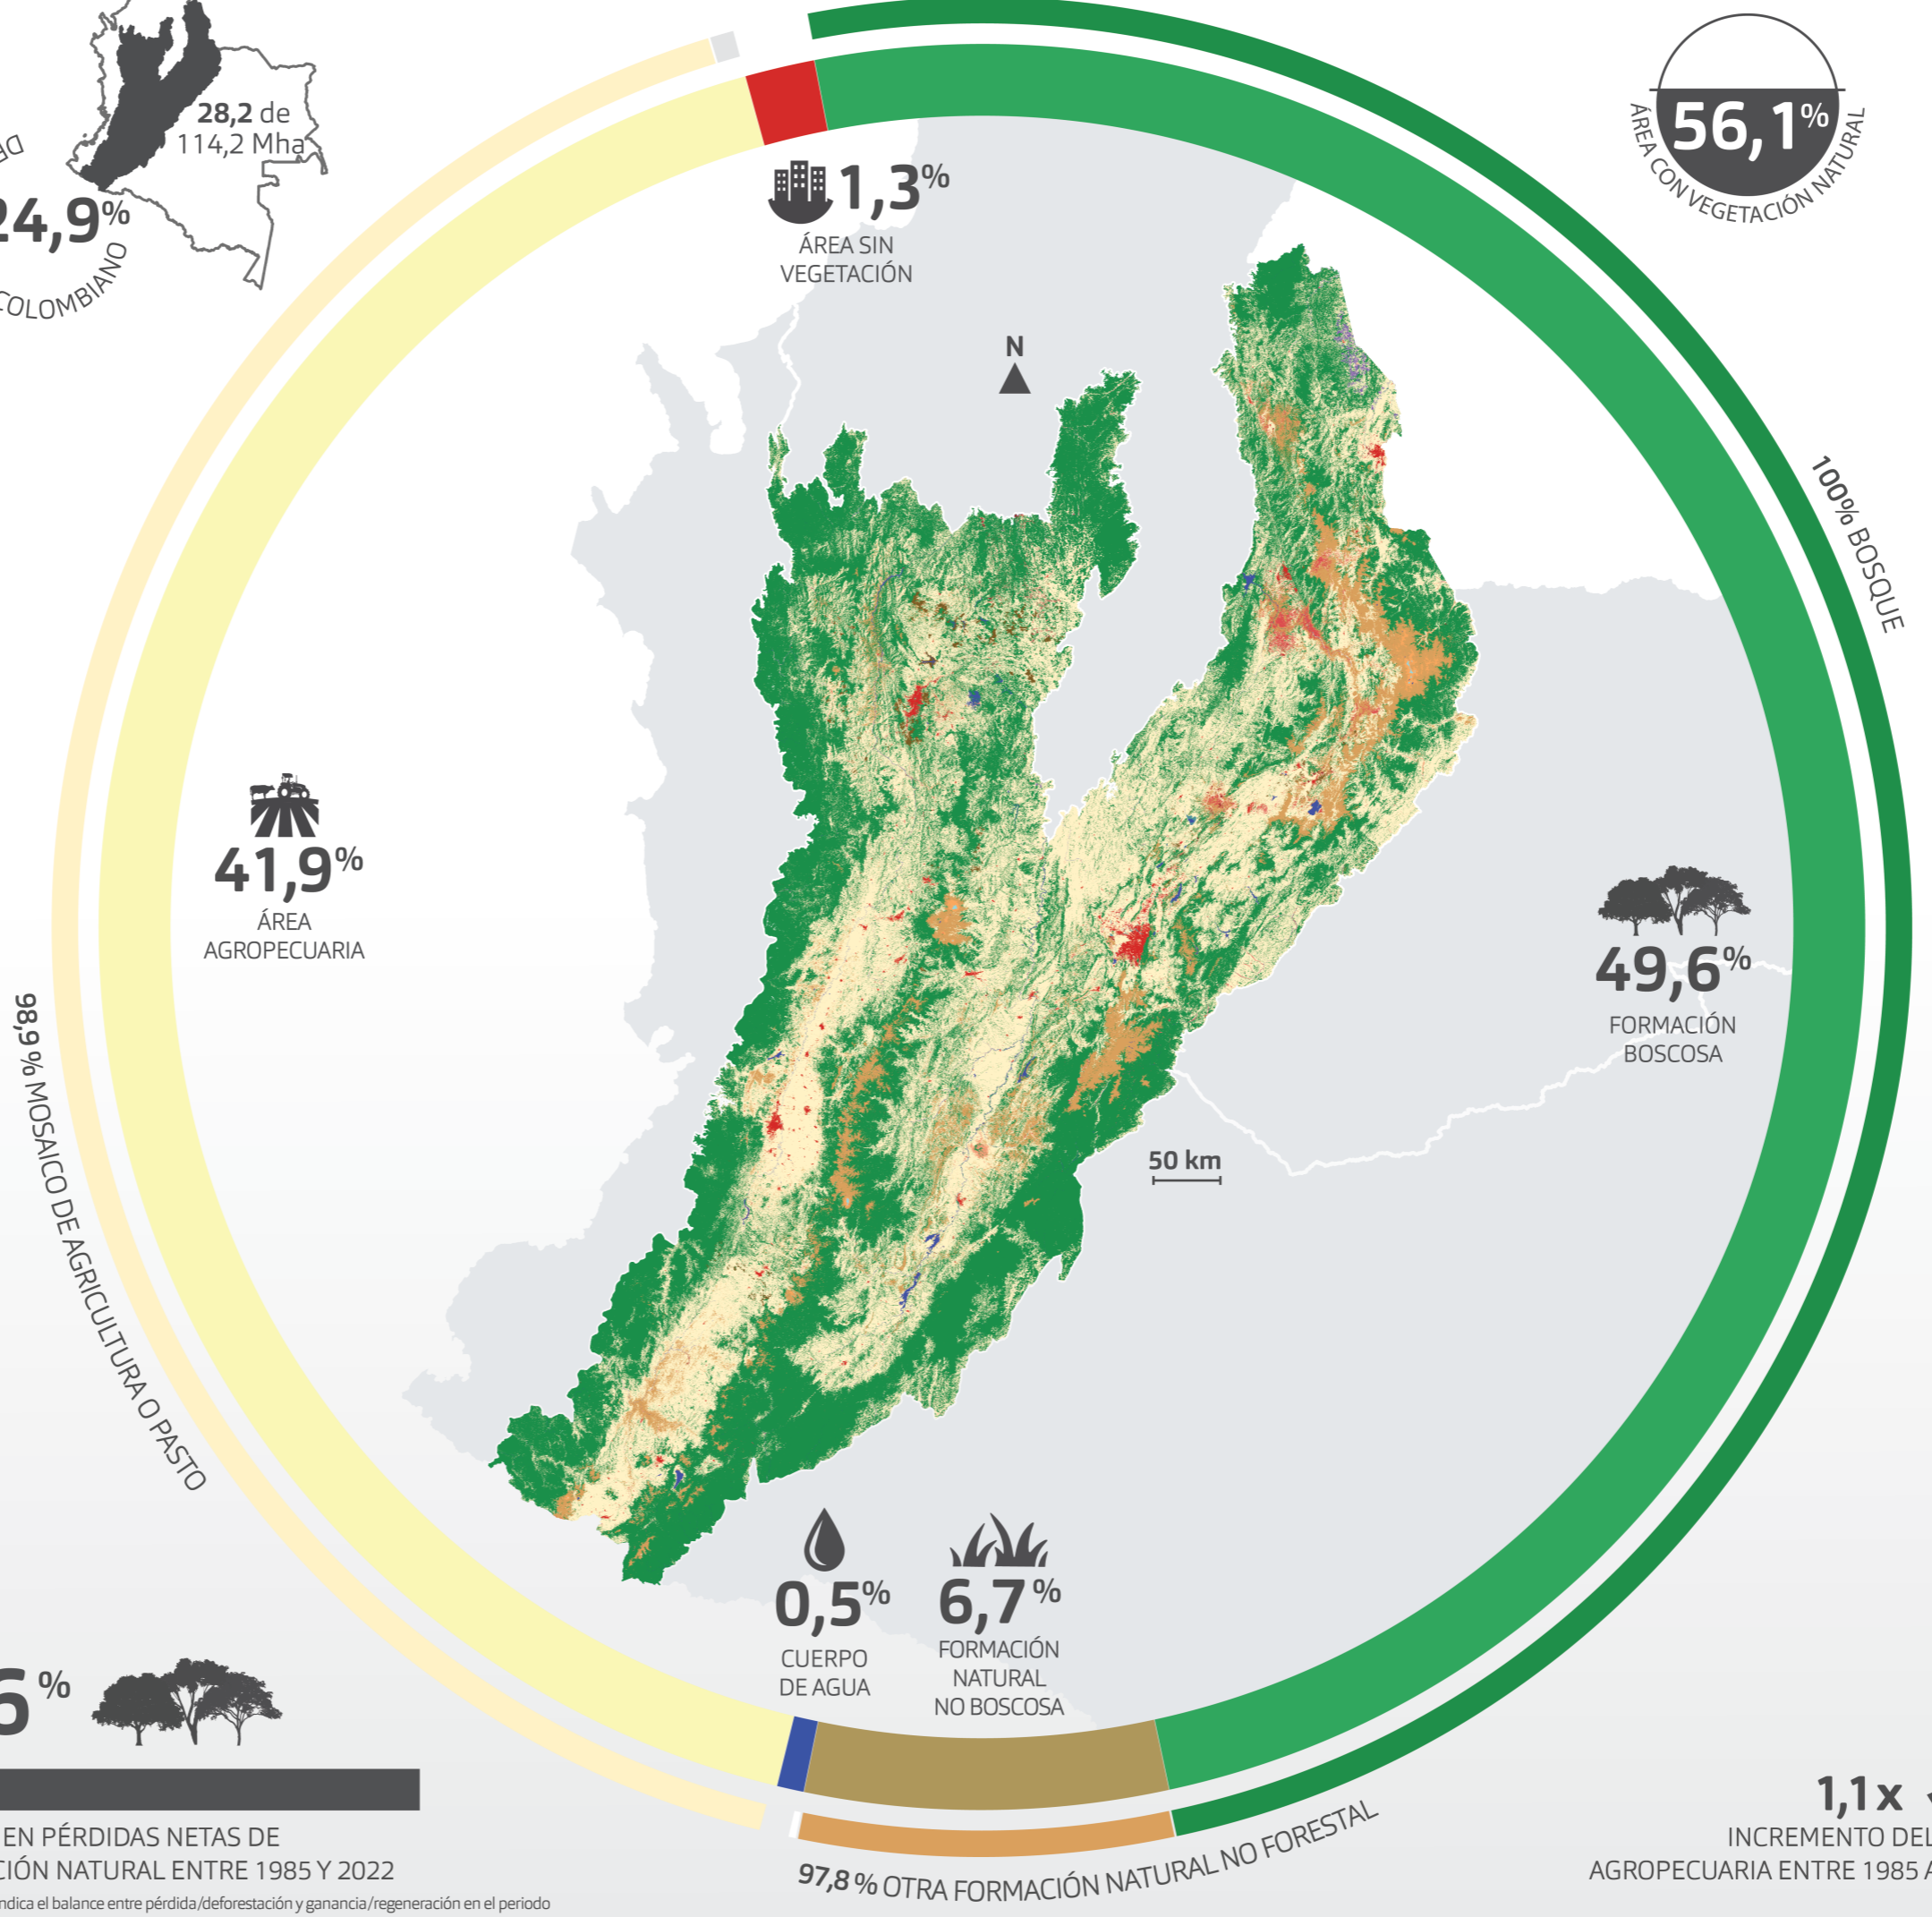 28,2 de
114,2 Mha
24,9%
COLOMBIANO
56,1%
ÁREA CON VEGETACIÓN NATURAL
1,3%
ÁREA SIN
VEGETACIÓN
N
100% BOSQUE
41,9%
ÁREA
AGROPECUARIA
49,6%
FORMACIÓN
BOSCOSA
98,9 % MOSAICO DE AGRICULTURA O PASTO
50 km
0,5%
CUERPO
DE AGUA
6,7%
FORMACIÓN
NATURAL
NO BOSCOSA
97,8 % OTRA FORMACIÓN NATURAL NO FORESTAL
6%
EN PÉRDIDAS NETAS DE
CIÓN NATURAL ENTRE 1985 Y 2022
ndica el balance entre pérdida/deforestación y ganancia/regeneración en el periodo
1,1x
INCREMENTO DEL
AGROPECUARIA ENTRE 1985 A